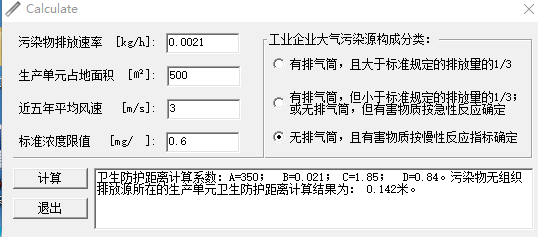 Calculate
污染物排放速率 [kg/h]: 0.0021
生产单元占地面积 [m²]: 500
近五年平均风速 [m/s]: 3
标准浓度限值 [mg/ ]: 0.6
工业企业大气污染源构成分类:
有排气筒，且大于标准规定的排放量的1/3
有排气筒，但小于标准规定的排放量的1/3；
或无排气筒，但有害物质按急性反应确定
无排气筒，且有害物质按慢性反应指标确定
计算
退出
卫生防护距离计算系数: A=350; B=0.021; C=1.85; D=0.84。污染物无组织
排放源所在的生产单元卫生防护距离计算结果为: 0.142米。